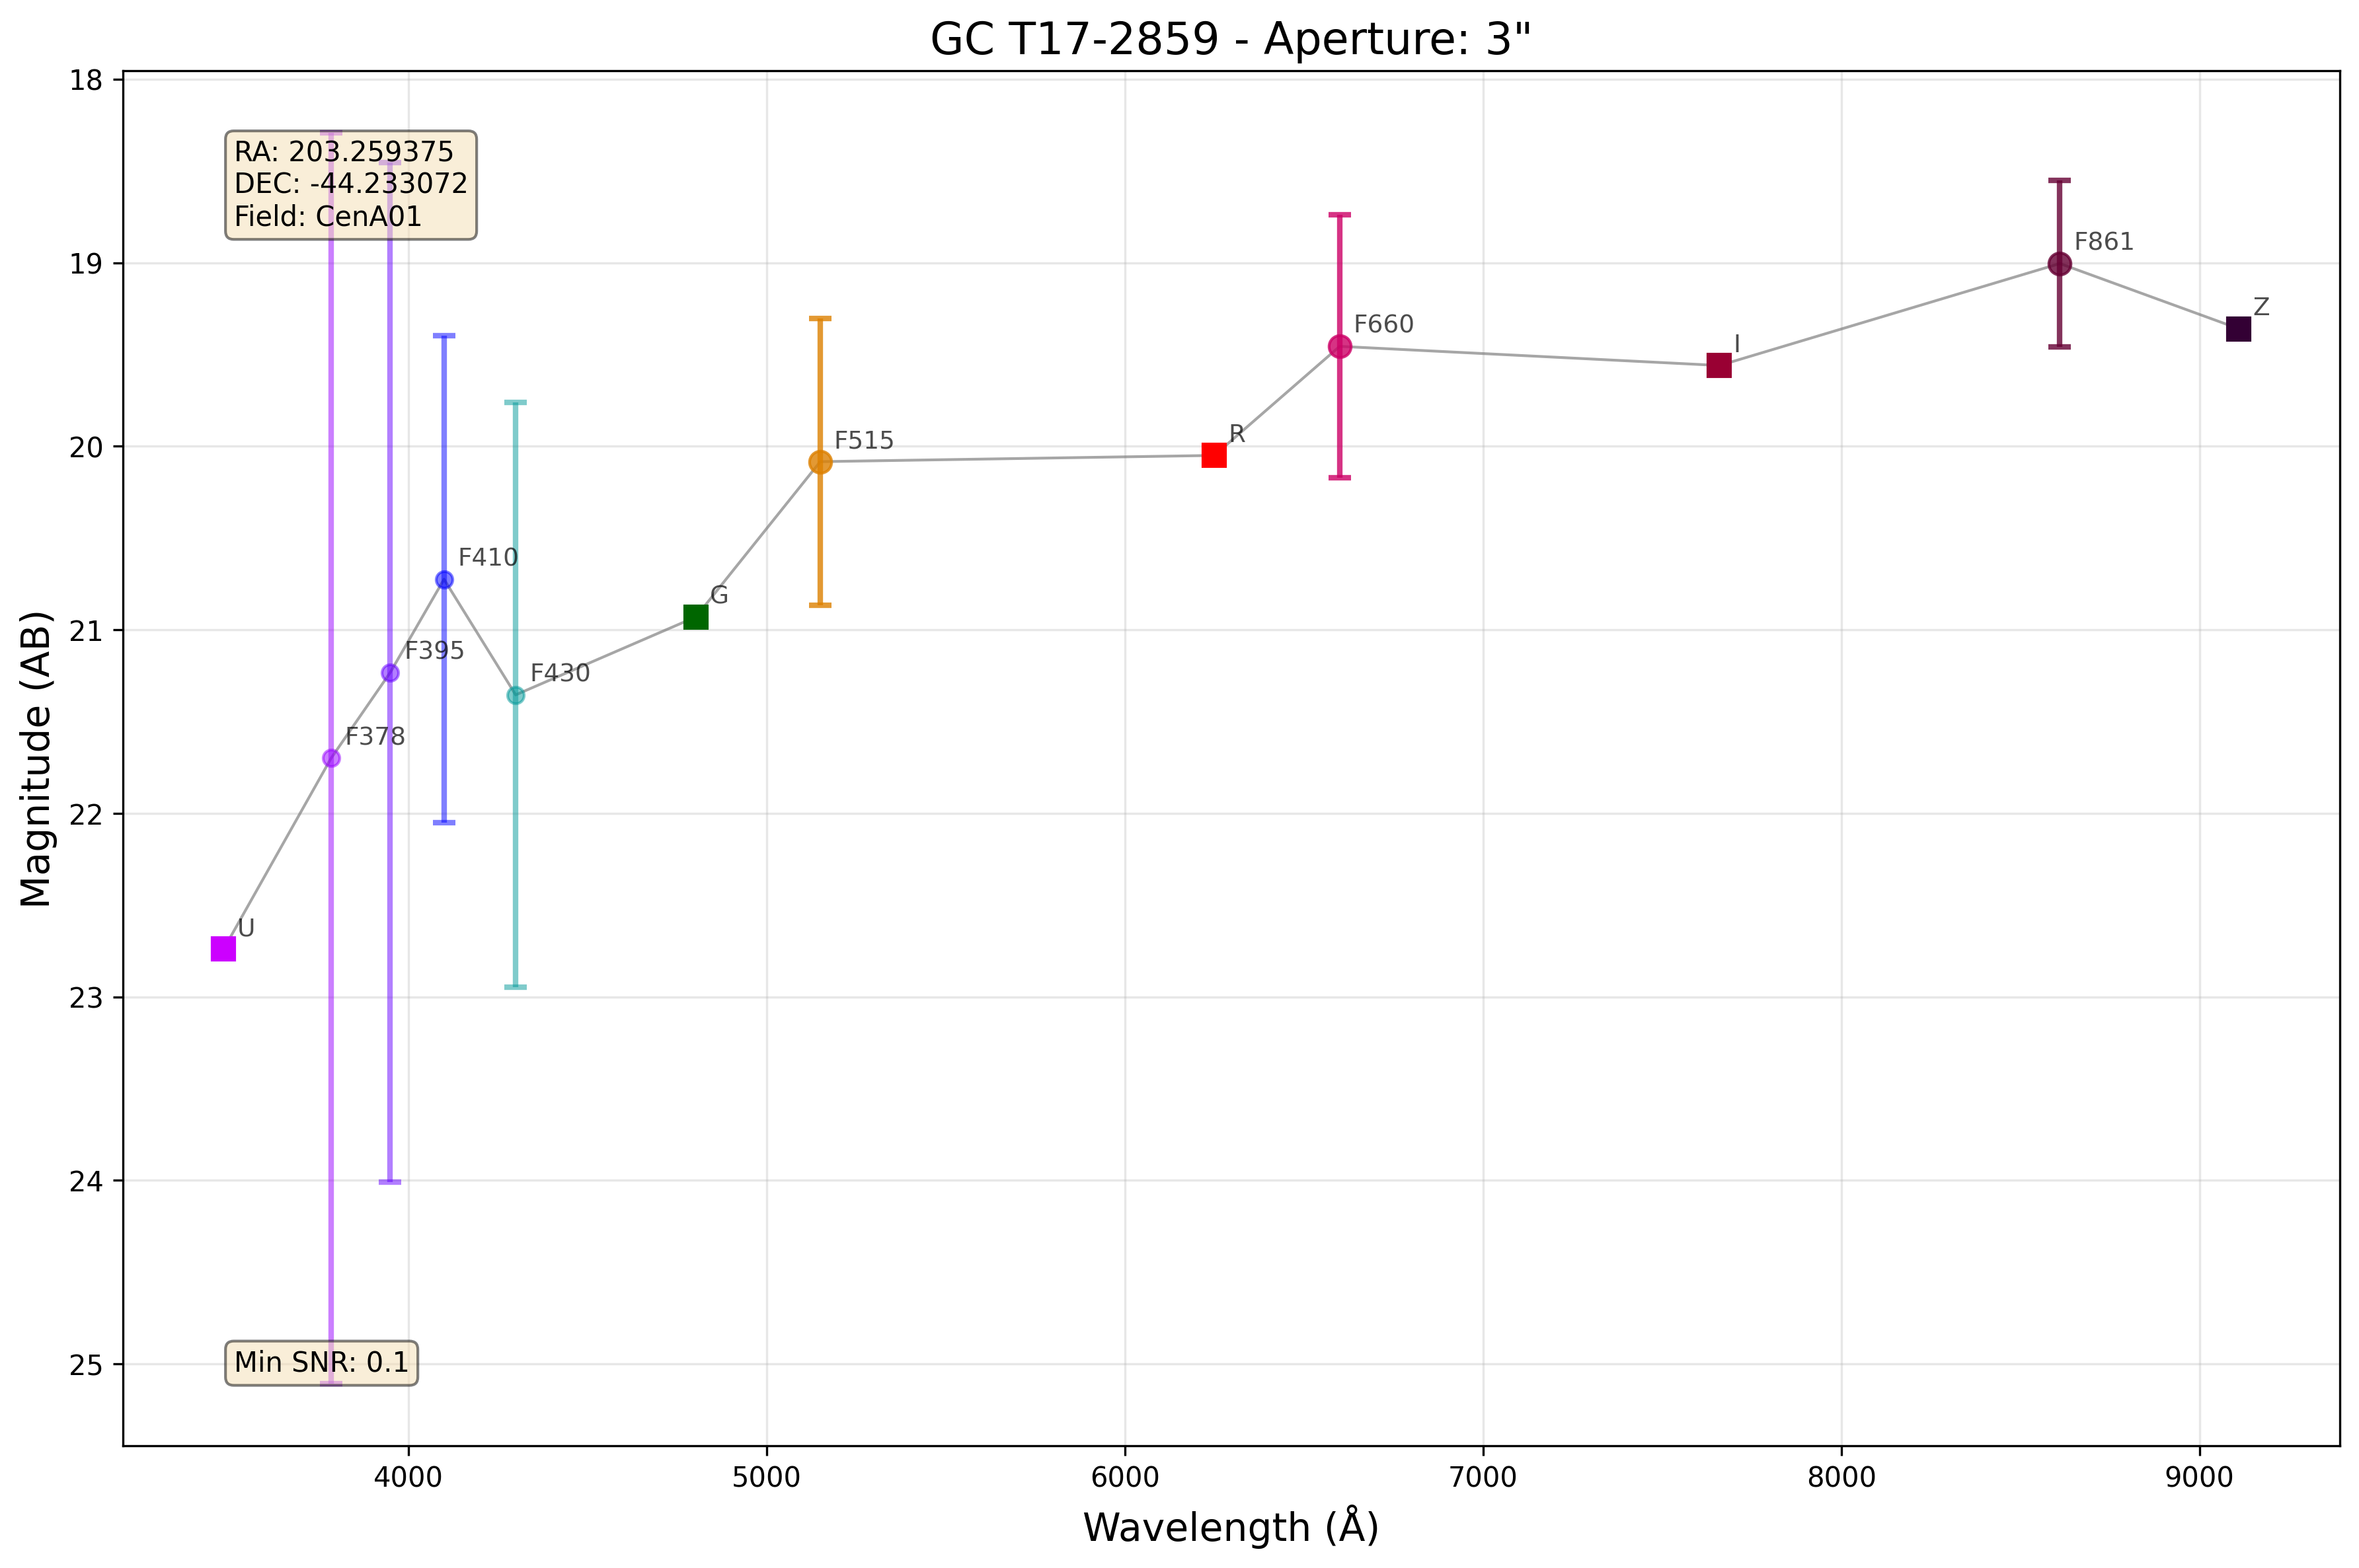 GC T17-2859 - Aperture: 3"
18
19
20
21
22
23
24
25
Magnitude (AB)
RA: 203.259375
DEC: -44.233072
Field: CenA01
Min SNR: 0.1
U
F378
F395
F410
F430
G
F515
R
F660
I
F861
Z
4000
5000
6000
7000
8000
9000
Wavelength (Å)